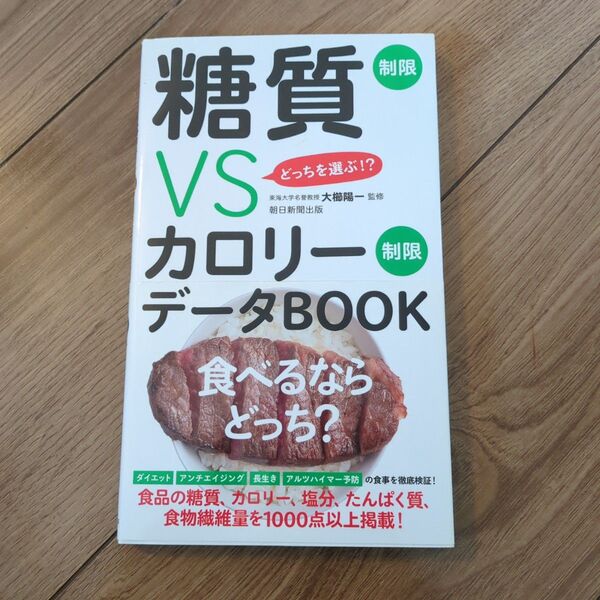 糖質 制限
VS どっちを選ぶ!?
東海大学名誉教授 大櫛陽一 監修
朝日新聞出版
カロリー 制限
データBOOK
食べるなら
どっち?
ダイエット アンチエイジング 長生き アルツハイマー予防 の食事を徹底検証!
食品の糖質、カロリー、塩分、たんぱく質、
食物繊維量を1000点以上掲載!